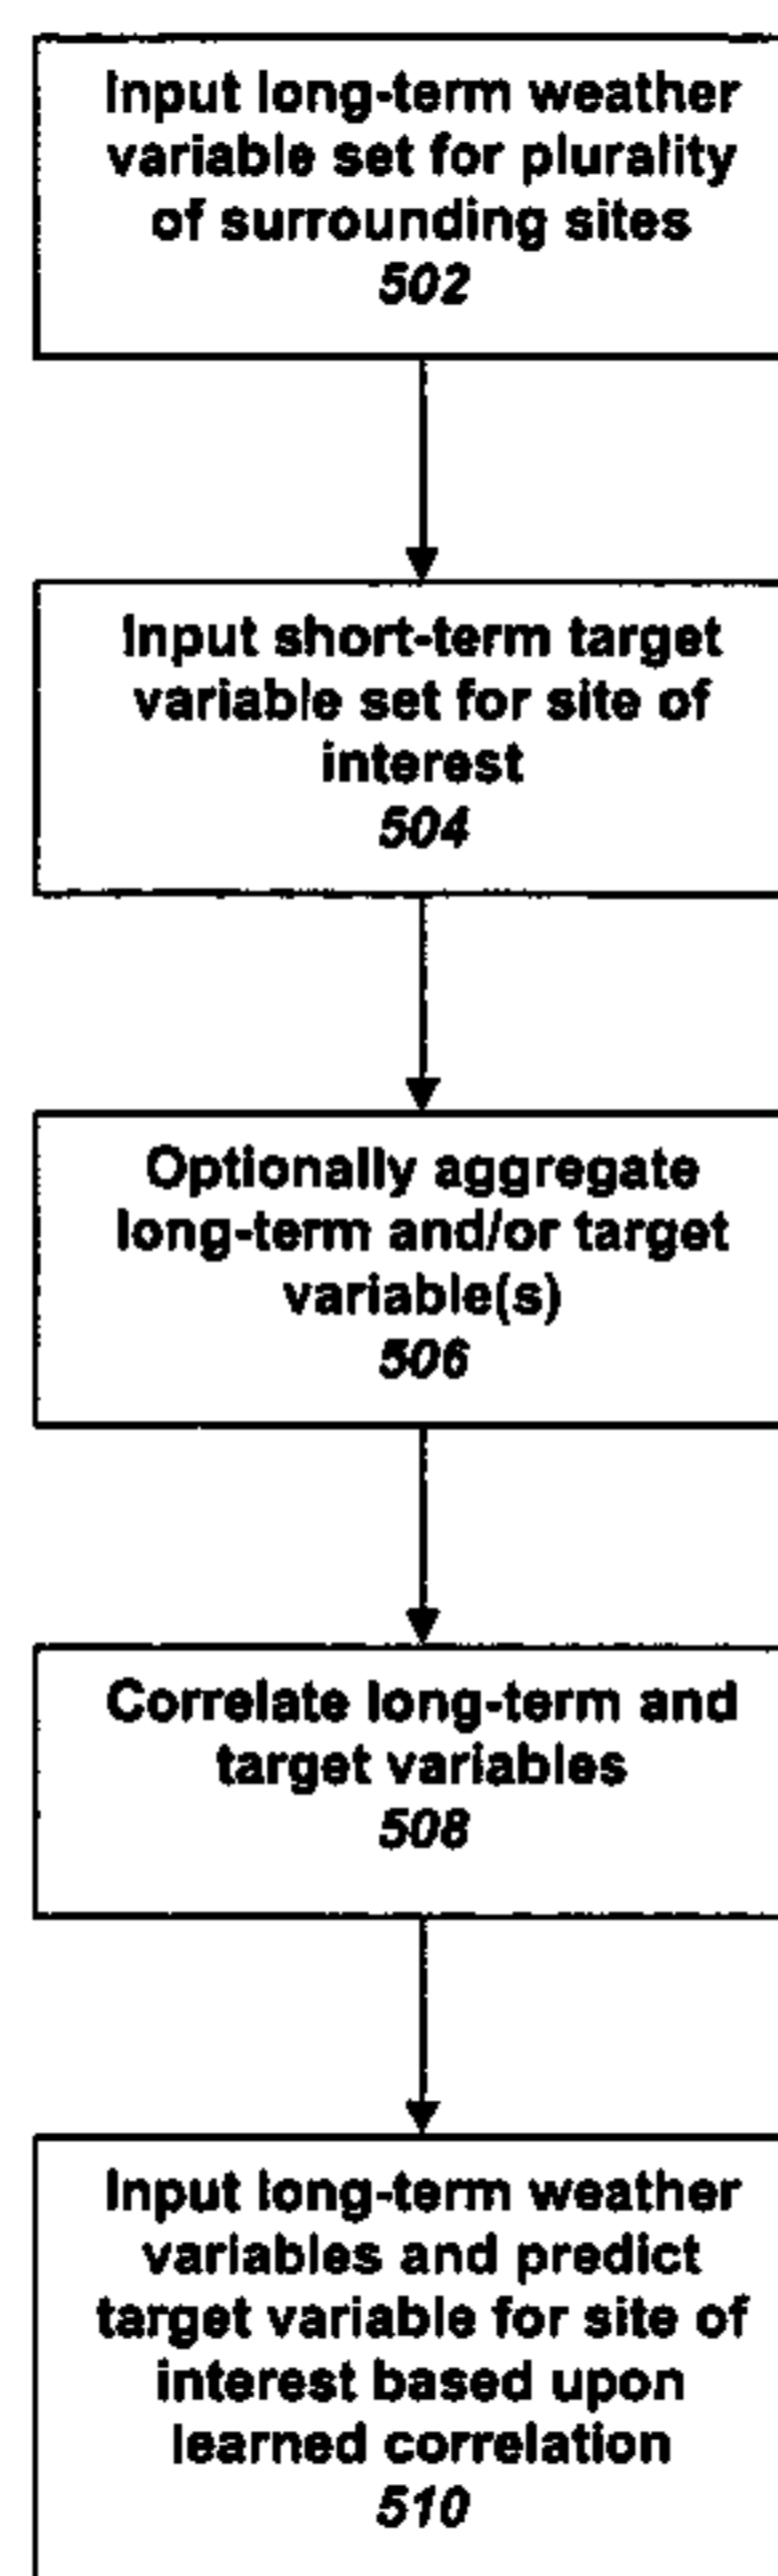 Input long-term weather
variable set for plurality
of surrounding sites
502
Input short-term target
variable set for site of
interest
504
Optionally aggregate
long-term and/or target
variable(s)
506
Correlate long-term and
target variables
508
Input long-term weather
variables and predict
target variable for site of
interest based upon
learned correlation
510